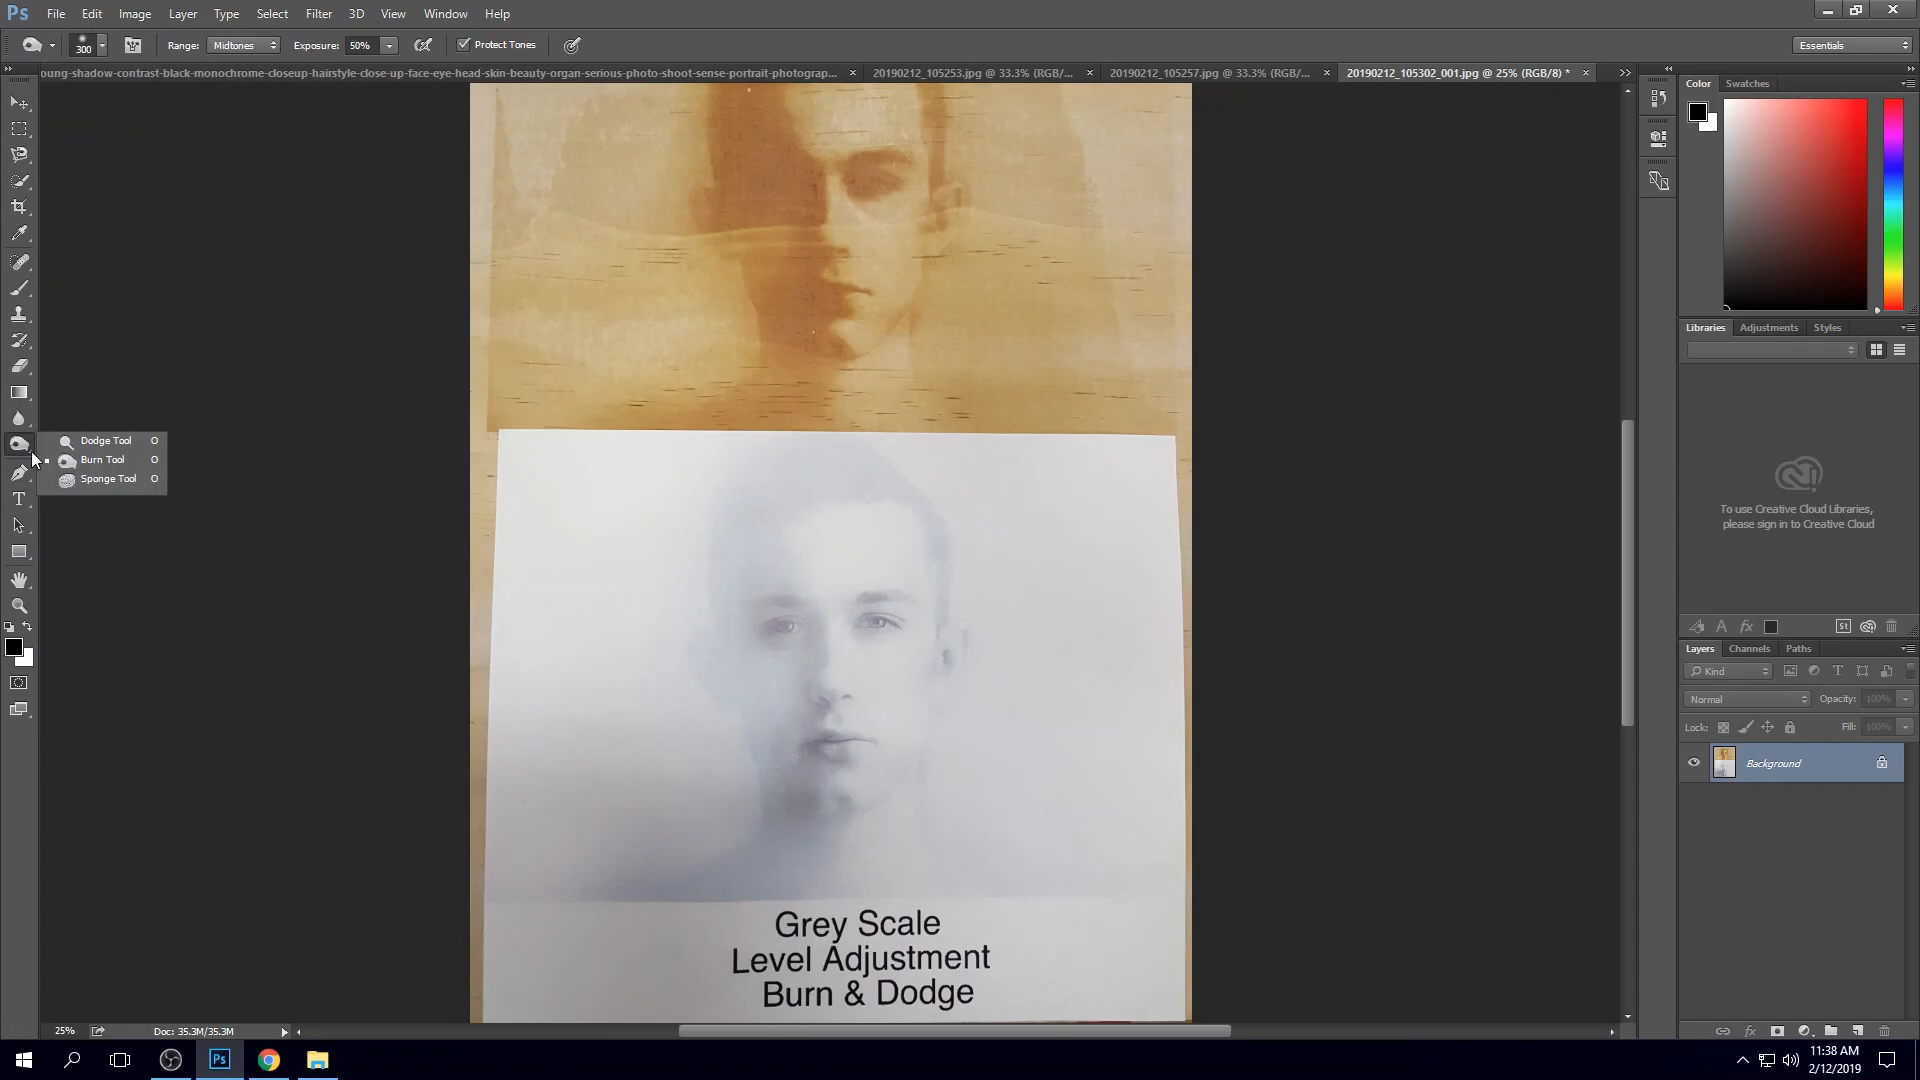 Ps File Edit Image Layer Type Select Filter 3D View Window Help
300 Range: Midtones Exposure: 50% Protect Tones Essentials
oung-shadow-contrast-black-monochrome-closeup-hairstyle-close-up-face-eye-head-skin-beauty-organ-serious-photo-shoot-sense-portrait-photograp... × 20190212_105253.jpg @ 33.3% (RGB/... × 20190212_105257.jpg @ 33.3% (RGB/... × 20190212_105302_001.jpg @ 25% (RGB/8) * ×
Color Swatches
Libraries Adjustments Styles
Dodge Tool O
Burn Tool O
Sponge Tool O
To use Creative Cloud Libraries,
please sign in to Creative Cloud
St
Layers Channels Paths
Kind
Normal Opacity: 100%
Lock: Fill: 100%
Background
Grey Scale
Level Adjustment
Burn & Dodge
25% Doc: 35.3M/35.3M
Ps
11:38 AM
2/12/2019